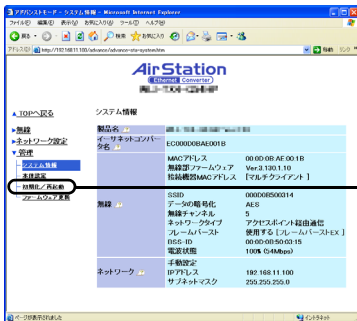 アドバンストモード - システム情報 - Microsoft Internet Explorer
ファイル(F) 編集(E) 表示(V) お気に入り(A) ツール(T) ヘルプ(H)
戻る 検索 お気に入り
アドレス(D) http://192.168.11.100/advance/advance-sta-system.htm 移動 リンク
AirStation
Ethernet Converter
▲ TOPへ戻る
▶無線
▶ネットワーク設定
▼管理
システム情報
本体設定
初期化/再起動
ファームウェア更新
システム情報
製品名
イーサネットコンバータ名 EC000D0BAE001B
無線
MACアドレス 00:0D:0B:AE:00:1B
無線部ファームウェア Ver.3.130.1.10
接続機器MACアドレス [マルチクライアント]
SSID 000D0B500314
データの暗号化 AES
無線チャンネル 5
ネットワークタイプ アクセスポイント経由通信
フレームバースト 使用する [フレームバーストEX]
BSS-ID 00:0D:0B:50:03:15
電波状態 100% (54Mbps)
ネットワーク
手動設定
IPアドレス 192.168.11.100
サブネットマスク 255.255.255.0
ページが表示されました
イントラネット